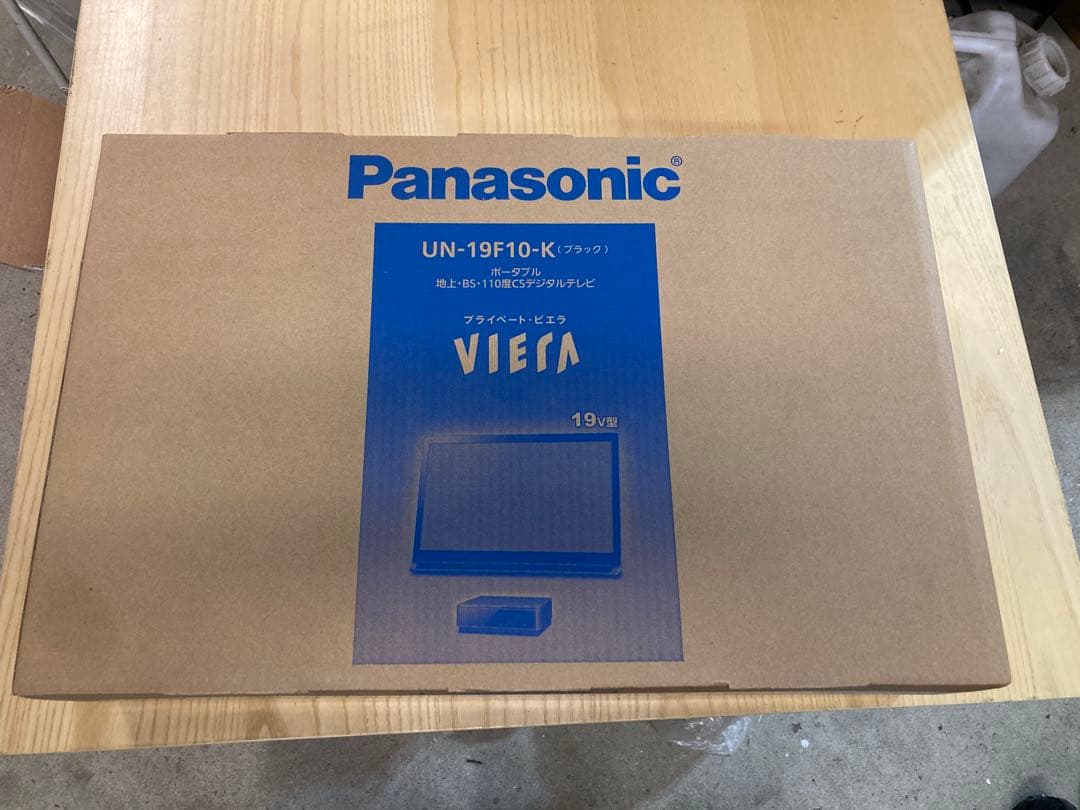 Panasonic®
UN-19F10-K(ブラック)
ポータブル
地上・BS・110度CSデジタルテレビ
プライベート・ビエラ
VIErA
19V型